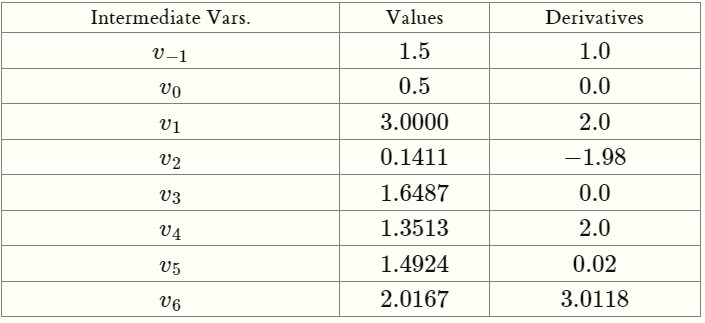 Intermediate Vars. Values Derivatives
v₋₁ 1.5 1.0
v₀ 0.5 0.0
v₁ 3.0000 2.0
v₂ 0.1411 −1.98
v₃ 1.6487 0.0
v₄ 1.3513 2.0
v₅ 1.4924 0.02
v₆ 2.0167 3.0118